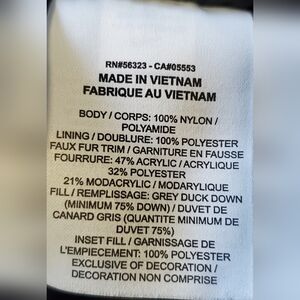 RN#56323 - CA#05553
MADE IN VIETNAM
FABRIQUE AU VIETNAM
BODY / CORPS: 100% NYLON /
POLYAMIDE
LINING / DOUBLURE: 100% POLYESTER
FAUX FUR TRIM / GARNITURE EN FAUSSE
FOURRURE: 47% ACRYLIC / ACRYLIQUE
32% POLYESTER
21% MODACRYLIC / MODARYLIQUE
FILL / REMPLISSAGE: GREY DUCK DOWN
(MINIMUM 75% DOWN) / DUVET DE
CANARD GRIS (QUANTITE MINIMUM DE
DUVET 75%)
INSET FILL / GARNISSAGE DE
L'EMPIECEMENT: 100% POLYESTER
EXCLUSIVE OF DECORATION /
DECORATION NON COMPRISE